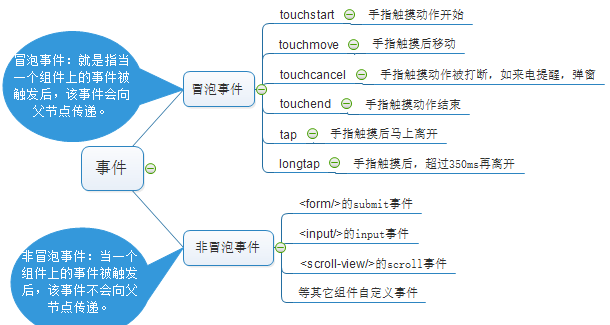 冒泡事件：就是指当
一个组件上的事件被
触发后，该事件会向
父节点传递。
事件
冒泡事件
touchstart 手指触摸动作开始
touchmove 手指触摸后移动
touchcancel 手指触摸动作被打断，如来电提醒，弹窗
touchend 手指触摸动作结束
tap 手指触摸后马上离开
longtap 手指触摸后，超过350ms再离开
非冒泡事件：当一个
组件上的事件被触发
后，该事件不会向父
节点传递。
非冒泡事件
<form/>的submit事件
<input/>的input事件
<scroll-view/>的scroll事件
等其它组件自定义事件